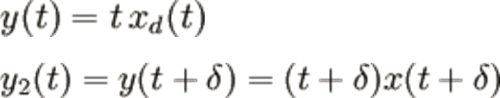 y(t) = t x_d(t)
y_2(t) = y(t + δ) = (t + δ)x(t + δ)